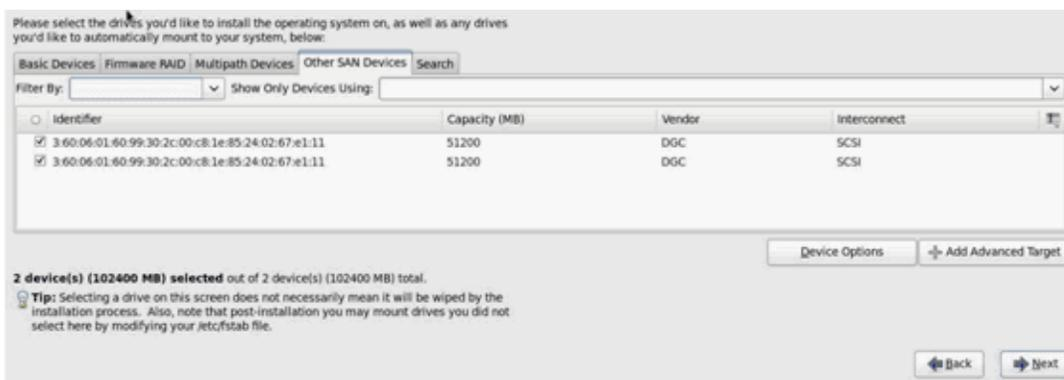 Please select the drives you'd like to install the operating system on, as well as any drives
you'd like to automatically mount to your system, below:
Basic Devices Firmware RAID Multipath Devices Other SAN Devices Search
Filter By: Show Only Devices Using:
Identifier Capacity (MB) Vendor Interconnect
3:60:06:01:60:99:30:2c:00:c8:1e:85:24:02:67:e1:11 51200 DGC SCSI
3:60:06:01:60:99:30:2c:00:c8:1e:85:24:02:67:e1:11 51200 DGC SCSI
Device Options Add Advanced Target
2 device(s) (102400 MB) selected out of 2 device(s) (102400 MB) total.
Tip: Selecting a drive on this screen does not necessarily mean it will be wiped by the
installation process. Also, note that post-installation you may mount drives you did not
select here by modifying your /etc/fstab file.
Back Next